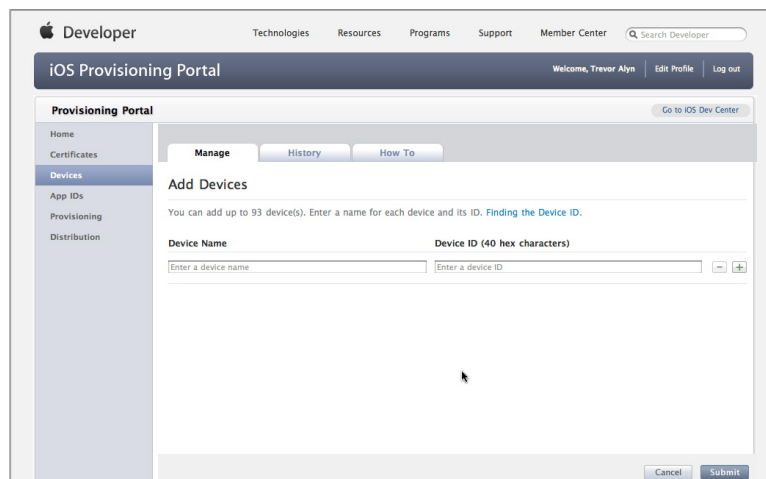 Developer
Technologies Resources Programs Support Member Center Search Developer
iOS Provisioning Portal
Welcome, Trevor Alyn Edit Profile Log out
Provisioning Portal
Go to iOS Dev Center
Home
Certificates
Devices
App IDs
Provisioning
Distribution
Manage History How To
Add Devices
You can add up to 93 device(s). Enter a name for each device and its ID. Finding the Device ID.
Device Name Device ID (40 hex characters)
Enter a device name Enter a device ID
Cancel Submit